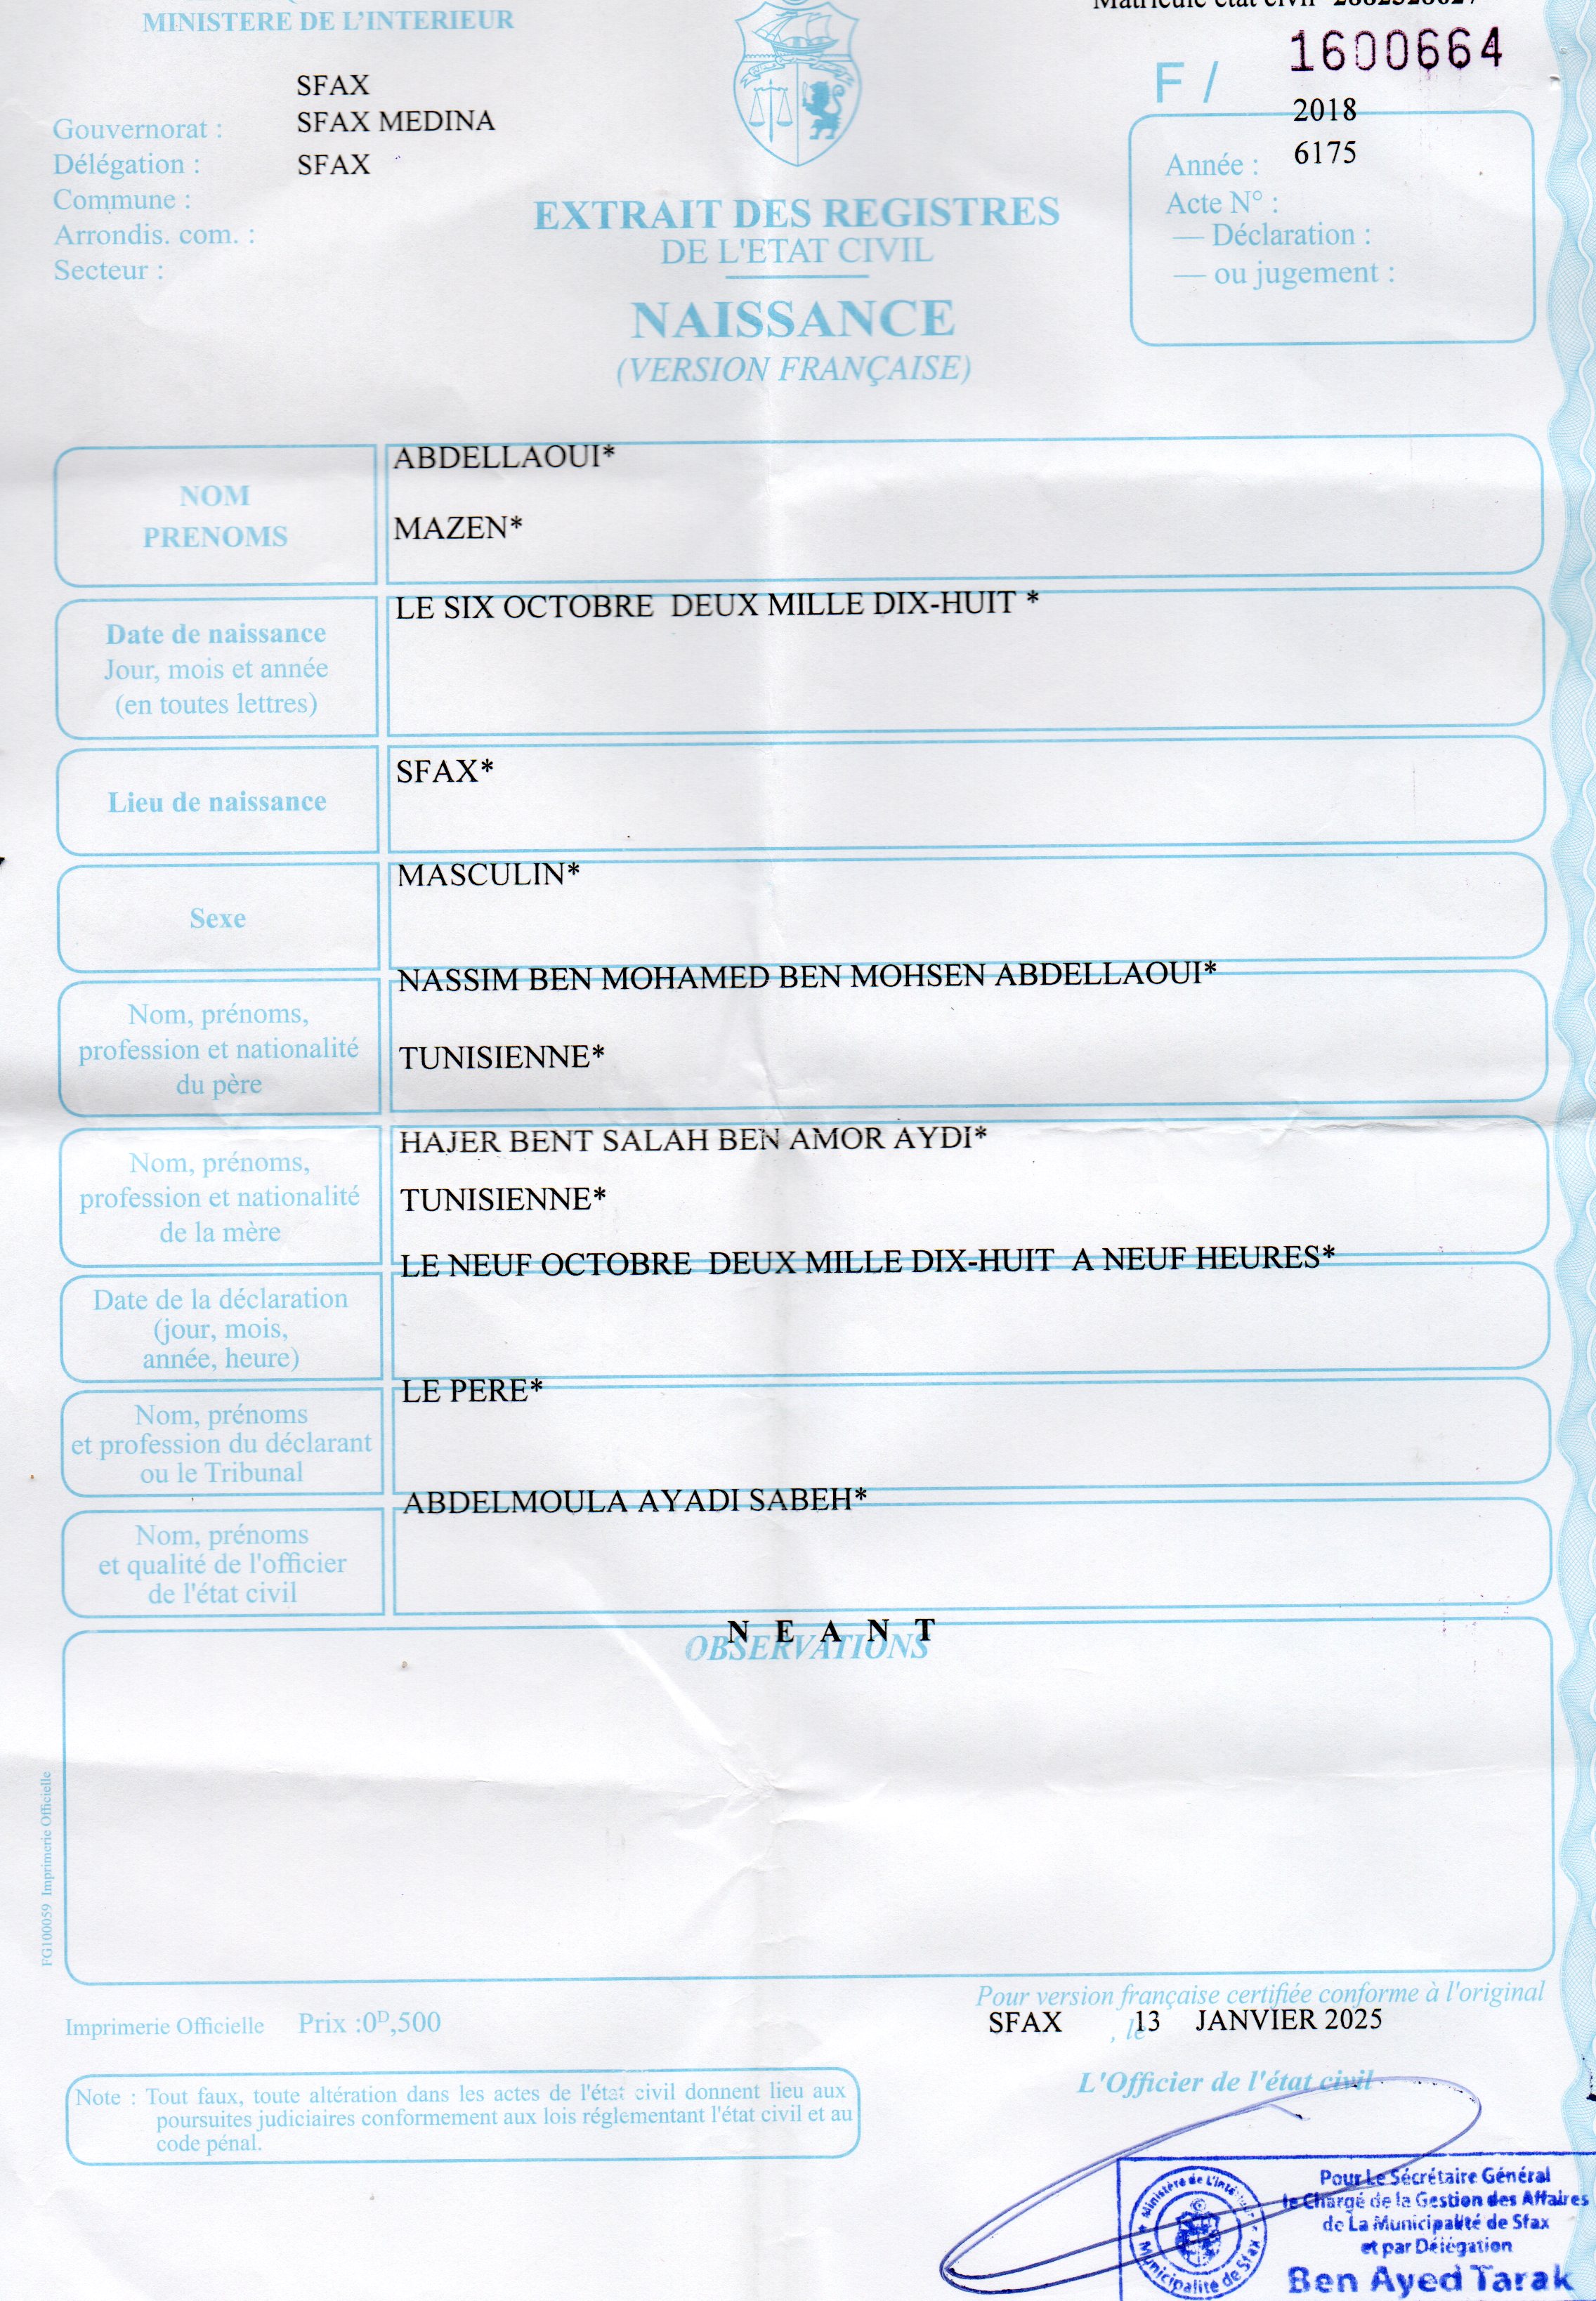 MINISTERE DE L'INTERIEUR
Matricule etat civil
1600664
F /
SFAX
Gouvernorat : SFAX MEDINA
Délégation : SFAX
Commune :
Arrondis. com. :
Secteur :
2018
Année : 6175
Acte N° :
— Déclaration :
— ou jugement :
EXTRAIT DES REGISTRES
DE L'ETAT CIVIL
NAISSANCE
(VERSION FRANÇAISE)
NOM
PRENOMS
ABDELLAOUI*
MAZEN*
Date de naissance
Jour, mois et année
(en toutes lettres)
LE SIX OCTOBRE DEUX MILLE DIX-HUIT *
Lieu de naissance
SFAX*
Sexe
MASCULIN*
Nom, prénoms,
profession et nationalité
du père
NASSIM BEN MOHAMED BEN MOHSEN ABDELLAOUI*
TUNISIENNE*
Nom, prénoms,
profession et nationalité
de la mère
HAJER BENT SALAH BEN AMOR AYDI*
TUNISIENNE*
Date de la déclaration
(jour, mois,
année, heure)
LE NEUF OCTOBRE DEUX MILLE DIX-HUIT A NEUF HEURES*
Nom, prénoms
et profession du déclarant
ou le Tribunal
LE PERE*
Nom, prénoms
et qualité de l'officier
de l'état civil
ABDELMOULA AYADI SABEH*
N E A N T
OBSERVATIONS
FG100059 Imprimerie Officielle
Imprimerie Officielle Prix :0D,500
Pour version française certifiée conforme à l'original
SFAX , le 13 JANVIER 2025
L'Officier de l'état civil
Note : Tout faux, toute altération dans les actes de l'état civil donnent lieu aux
poursuites judiciaires conformement aux lois réglementant l'état civil et au
code pénal.
Ministère de L'Intérieur
Municipalité de Sfax
Pour Le Sécrétaire Général
le Chargé de la Gestion des Affaires
de La Municipalité de Sfax
et par Délégation
Ben Ayed Tarak